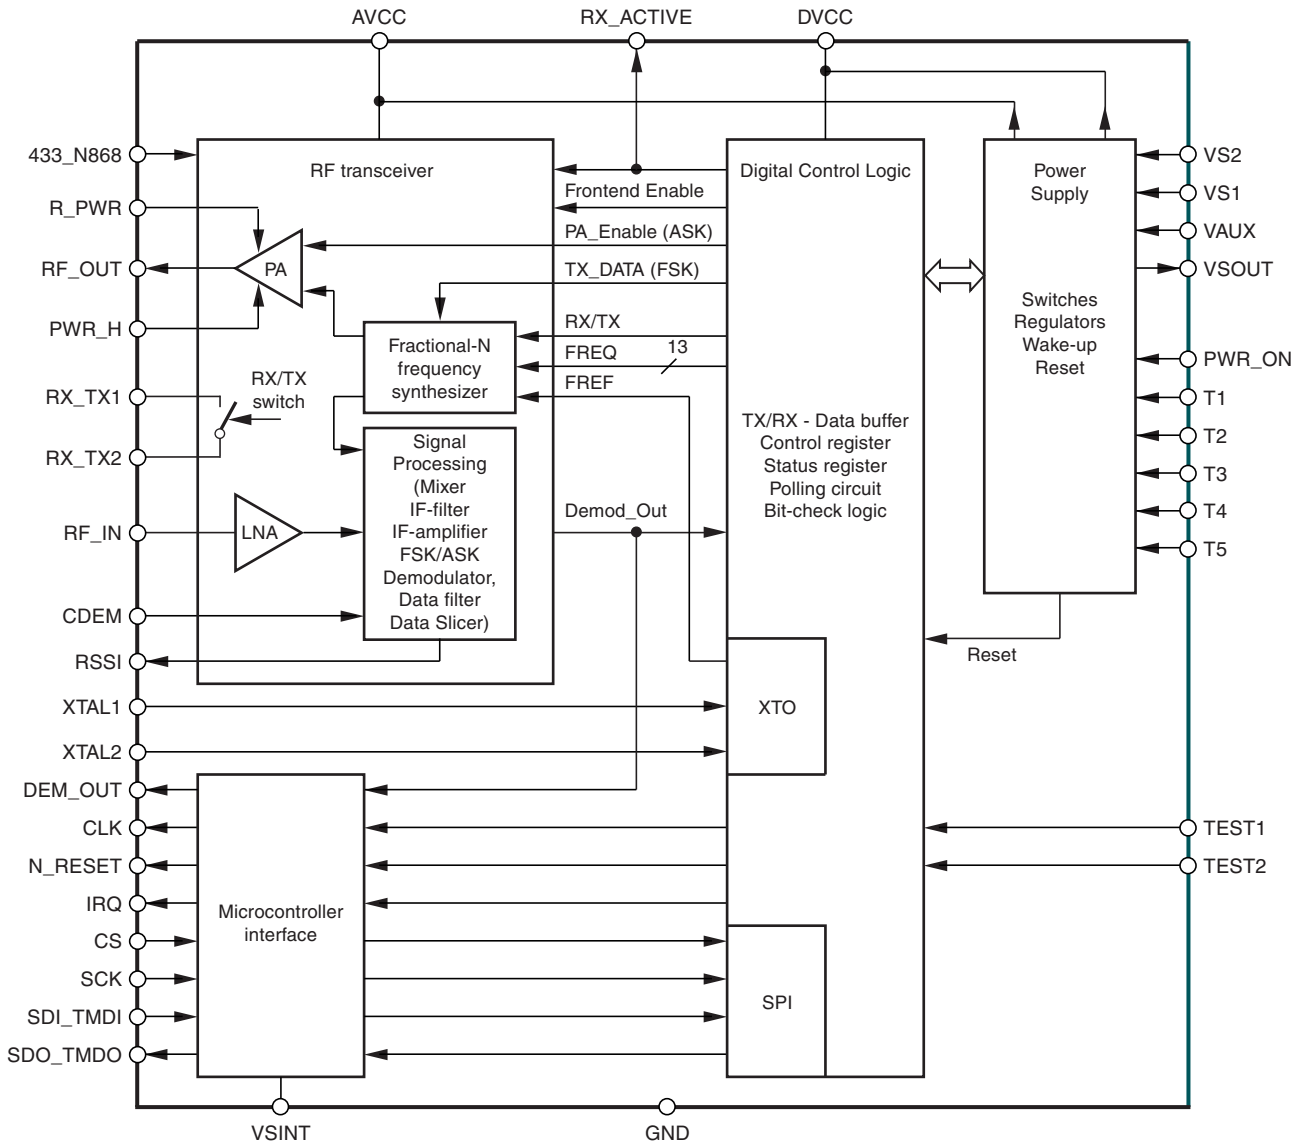 AVCC
RX_ACTIVE
DVCC
433_N868
R_PWR
RF_OUT
PWR_H
RX_TX1
RX_TX2
RF_IN
CDEM
RSSI
XTAL1
XTAL2
DEM_OUT
CLK
N_RESET
IRQ
CS
SCK
SDI_TMDI
SDO_TMDO
RF transceiver
PA
RX/TX
switch
LNA
Fractional-N
frequency
synthesizer
Signal
Processing
(Mixer
IF-filter
IF-amplifier
FSK/ASK
Demodulator,
Data filter
Data Slicer)
Microcontroller
interface
Frontend Enable
PA_Enable (ASK)
TX_DATA (FSK)
RX/TX
FREQ
13
FREF
Demod_Out
Digital Control Logic
TX/RX - Data buffer
Control register
Status register
Polling circuit
Bit-check logic
XTO
SPI
Power
Supply
Switches
Regulators
Wake-up
Reset
Reset
VS2
VS1
VAUX
VSOUT
PWR_ON
T1
T2
T3
T4
T5
TEST1
TEST2
VSINT
GND